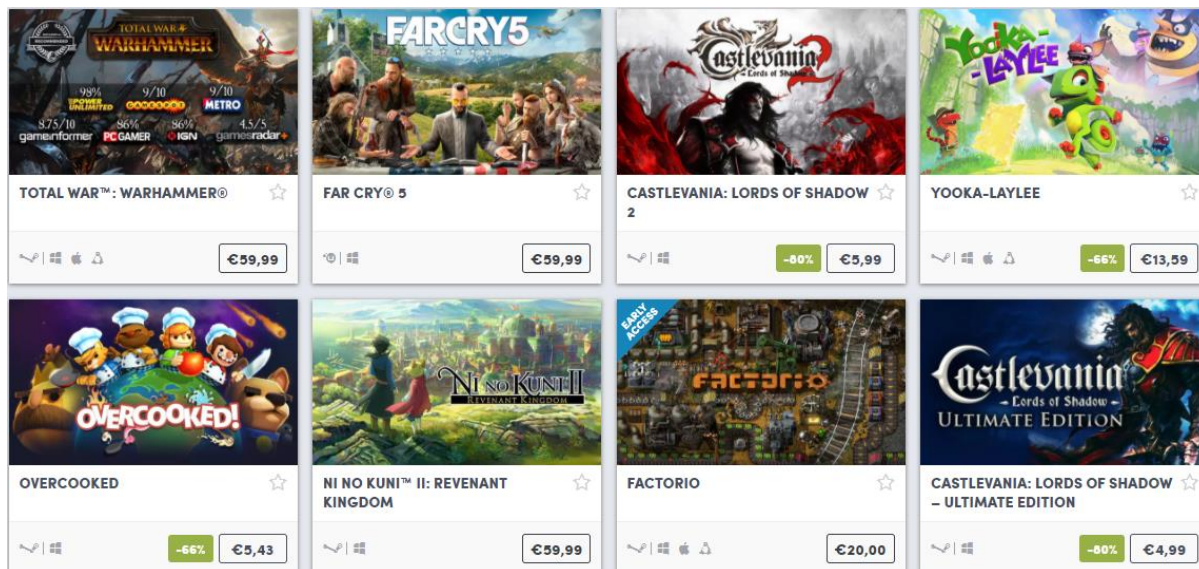 TOTAL WAR
WARHAMMER
98% 9/10 9/10
POWER UNLIMITED GAMESPOT METRO
8.75/10 86% 86% 4.5/5
gameinformer PC GAMER IGN gamesradar+
TOTAL WAR™: WARHAMMER®
€59,99
FARCRY5
FAR CRY® 5
€59,99
Castlevania 2
Lords of Shadow
CASTLEVANIA: LORDS OF SHADOW
2
-80% €5,99
YOOKA-
-LAYLEE
YOOKA-LAYLEE
-66% €13,59
OVERCOOKED!
OVERCOOKED
-66% €5,43
NI NO KUNI II
REVENANT KINGDOM
NI NO KUNI™ II: REVENANT
KINGDOM
€59,99
EARLY
ACCESS
FACTORIO
FACTORIO
€20,00
Castlevania
Lords of Shadow
ULTIMATE EDITION
CASTLEVANIA: LORDS OF SHADOW
– ULTIMATE EDITION
-80% €4,99